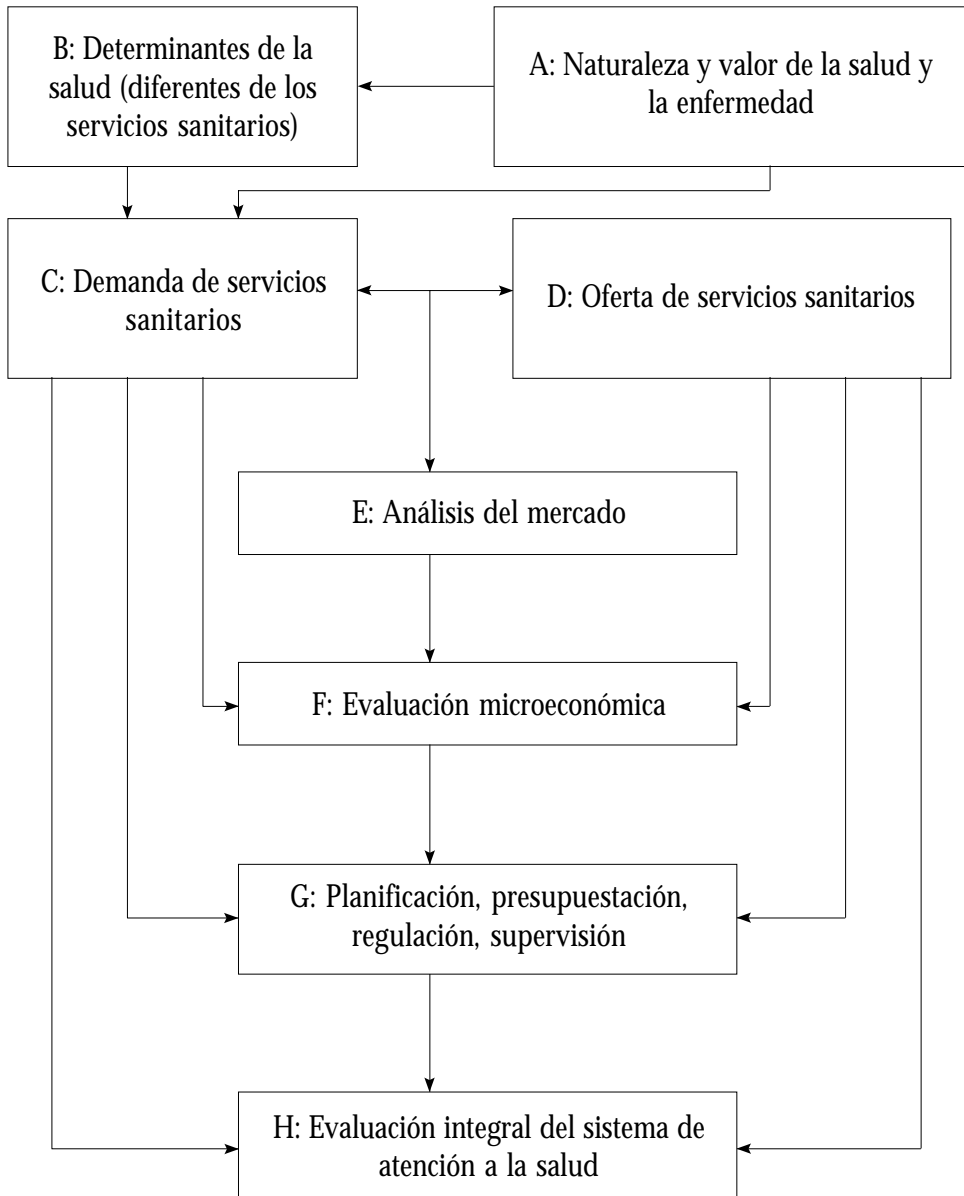 B: Determinantes de la
salud (diferentes de los
servicios sanitarios)
A: Naturaleza y valor de la salud y
la enfermedad
C: Demanda de servicios
sanitarios
D: Oferta de servicios sanitarios
E: Análisis del mercado
F: Evaluación microeconómica
G: Planificación, presupuestación,
regulación, supervisión
H: Evaluación integral del sistema de
atención a la salud